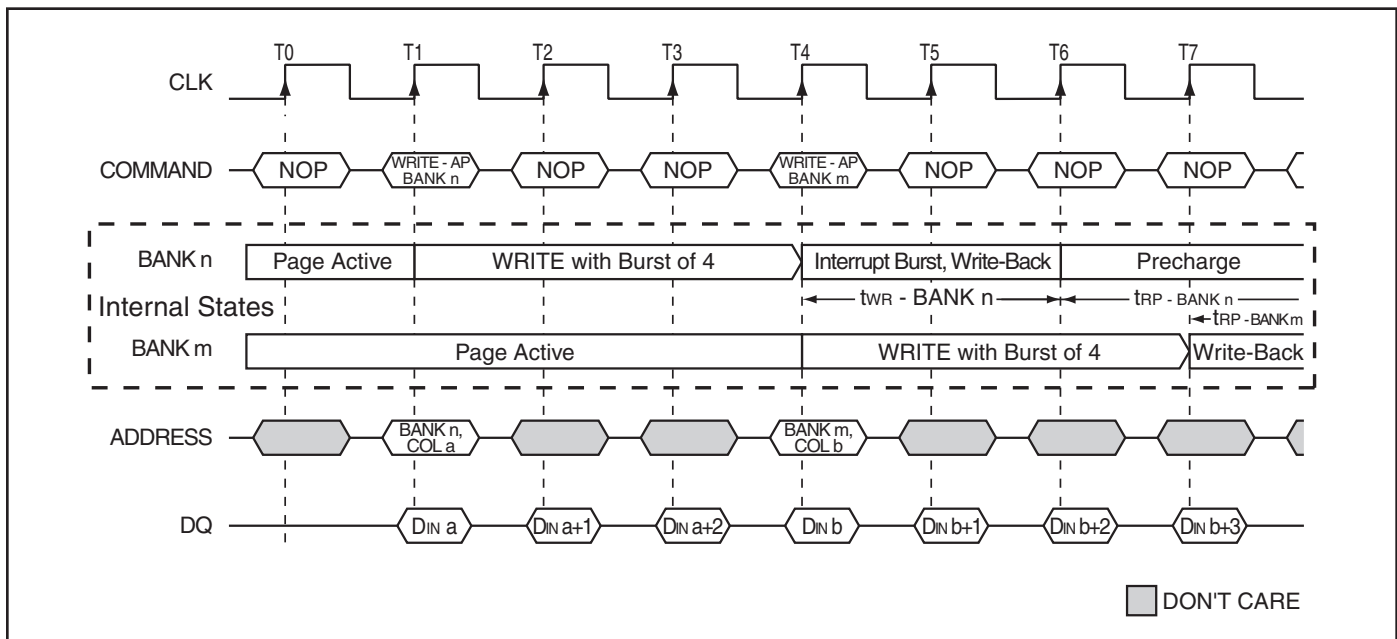 T0 T1 T2 T3 T4 T5 T6 T7
CLK
COMMAND NOP WRITE - AP BANK n NOP NOP WRITE - AP BANK m NOP NOP NOP
BANK n Page Active WRITE with Burst of 4 Interrupt Burst, Write-Back Precharge
tWR - BANK n tRP - BANK n
Internal States
tRP - BANK m
BANK m Page Active WRITE with Burst of 4 Write-Back
ADDRESS BANK n, COL a BANK m, COL b
DQ DIN a DIN a+1 DIN a+2 DIN b DIN b+1 DIN b+2 DIN b+3
DON'T CARE